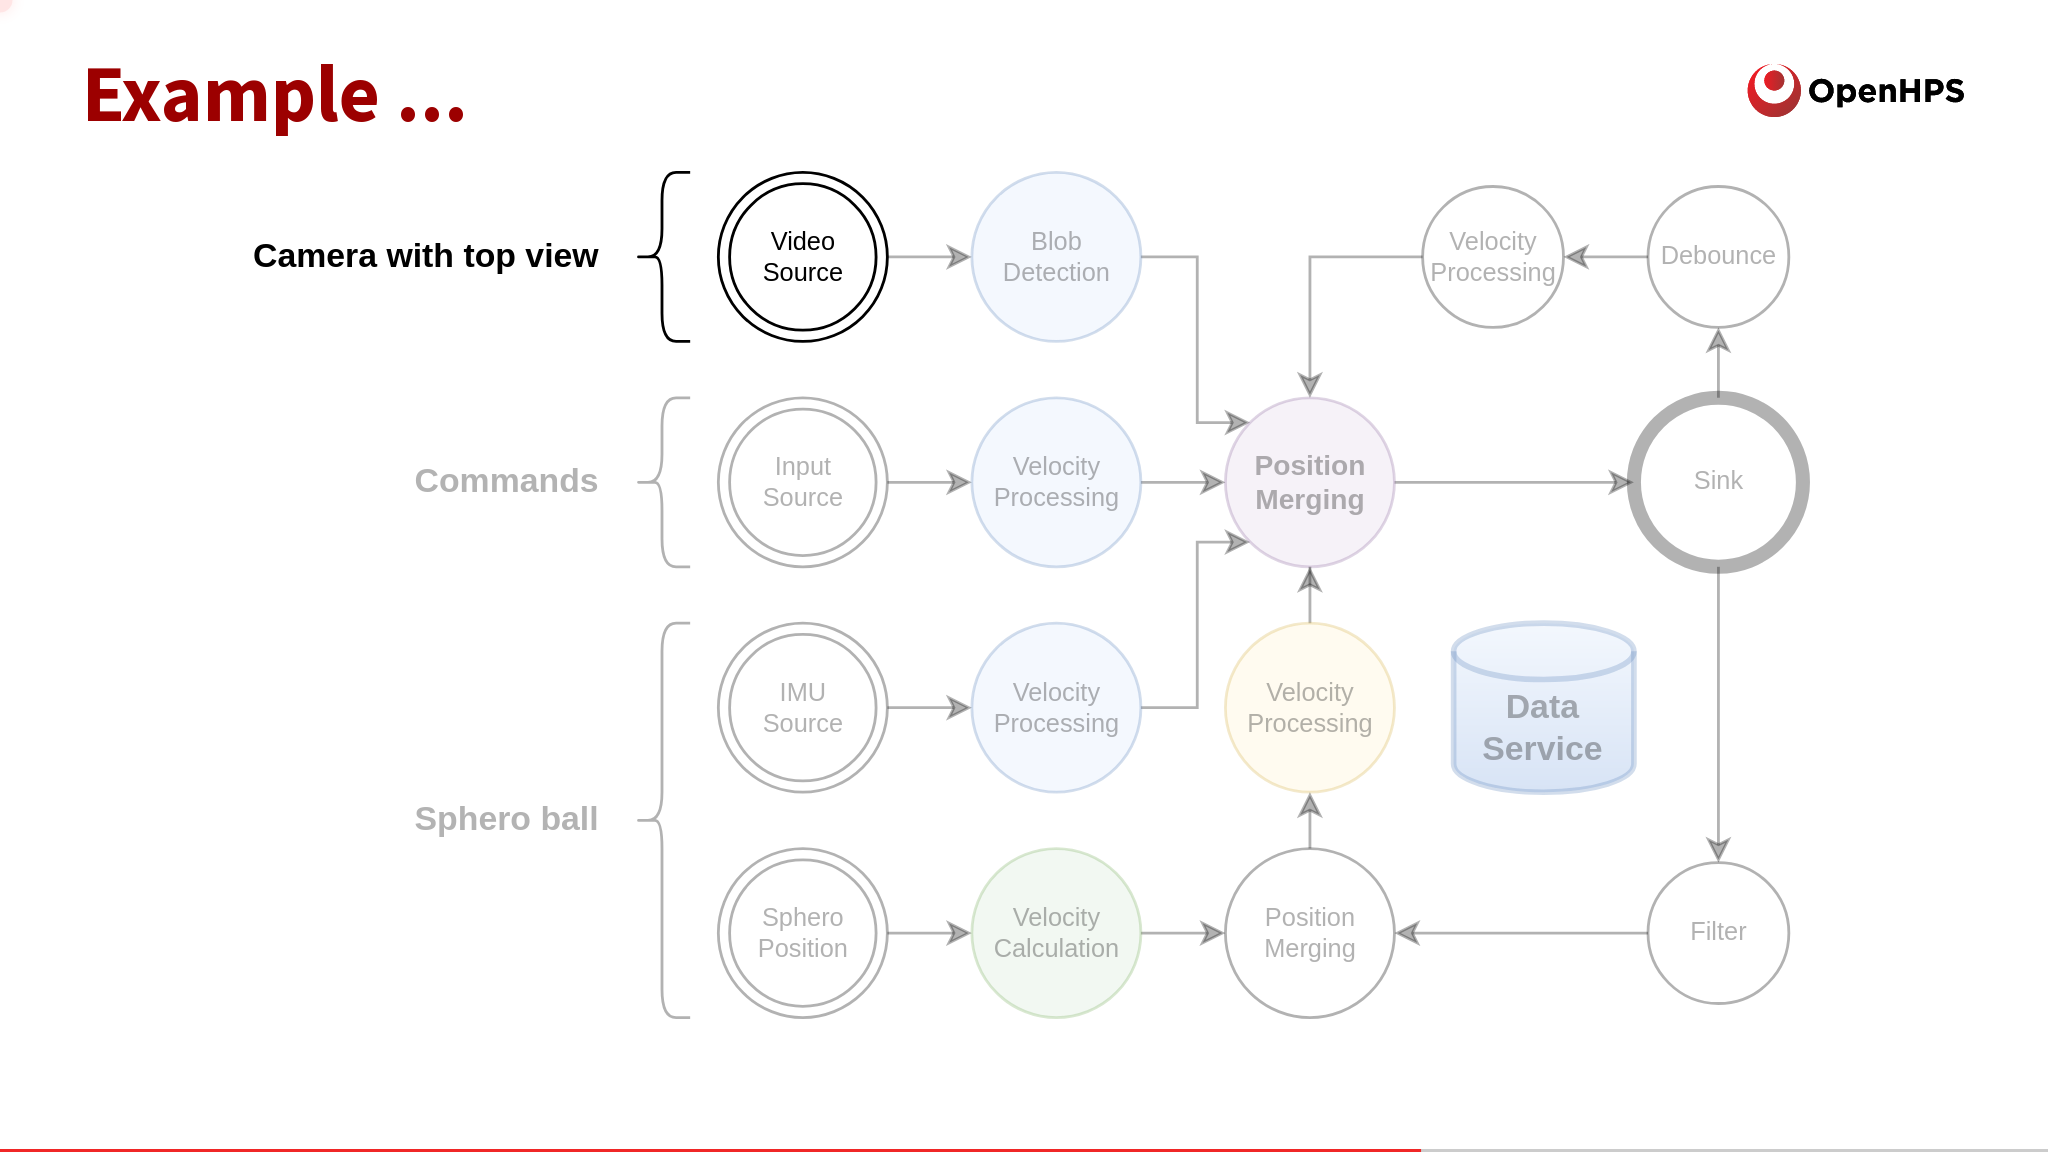 Example ...
OpenHPS
Camera with top view
Video
Source
Blob
Detection
Velocity
Processing
Debounce
Commands
Input
Source
Velocity
Processing
Position
Merging
Sink
Sphero ball
IMU
Source
Velocity
Processing
Velocity
Processing
Data
Service
Sphero
Position
Velocity
Calculation
Position
Merging
Filter